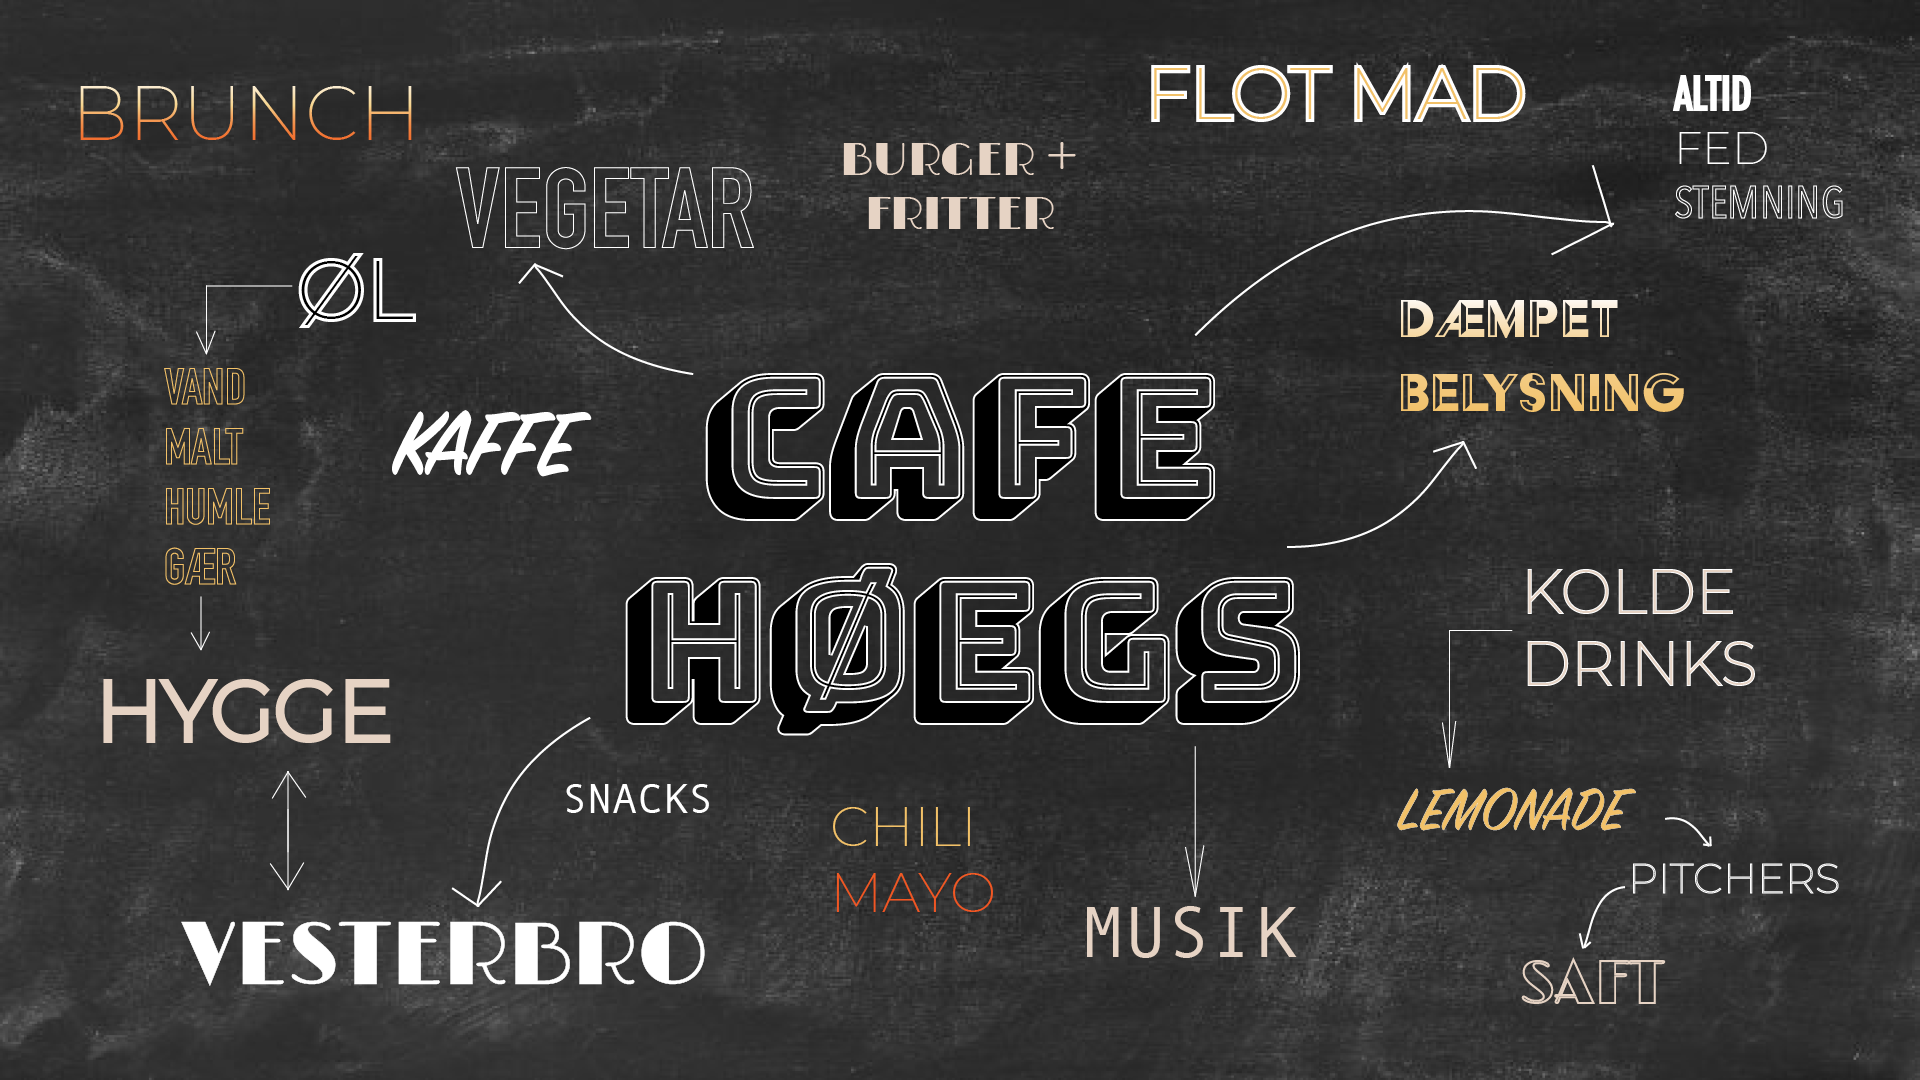 BRUNCH
FLOT MAD
ALTID
FED
STEMNING
VEGETAR
BURGER +
FRITTER
ØL
VAND
MALT
HUMLE
GÆR
KAFFE
DÆMPET
BELYSNING
CAFE
HØEGS
KOLDE
DRINKS
HYGGE
SNACKS
CHILI
MAYO
LEMONADE
PITCHERS
MUSIK
VESTERBRO
SAFT